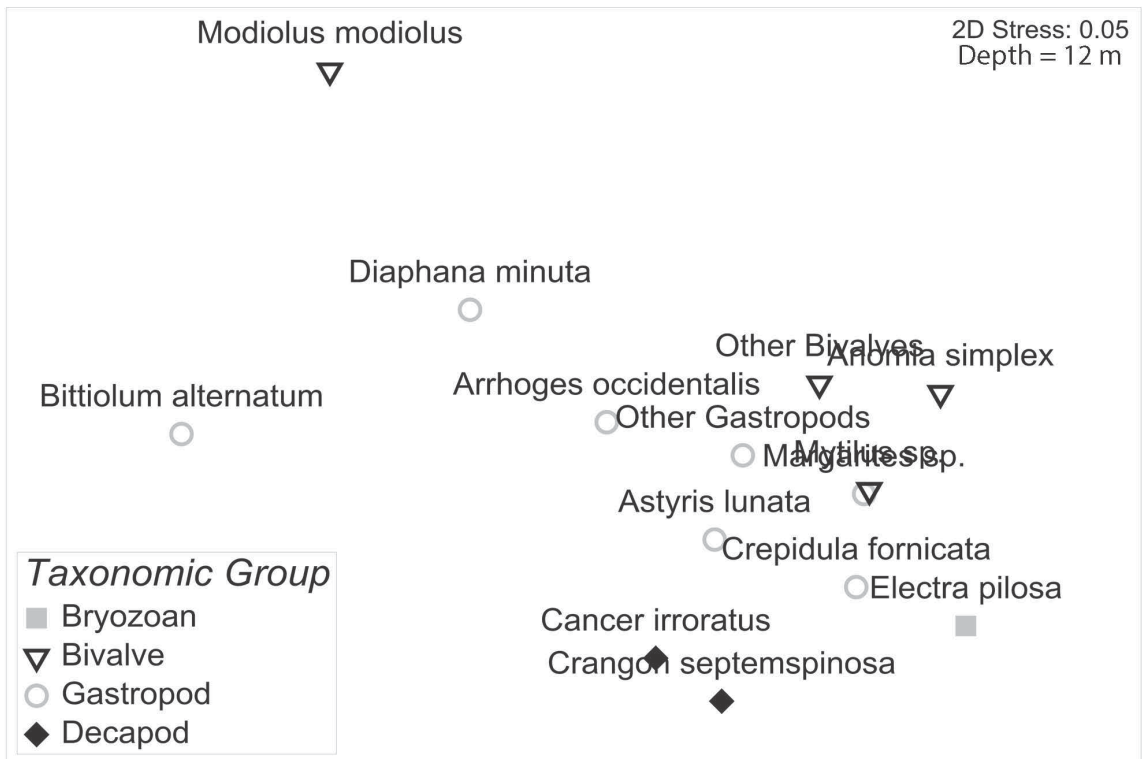 Modiolus modiolus
2D Stress: 0.05
Depth = 12 m
Diaphana minuta
Other Bivalves
Anomia simplex
Arrhoges occidentalis
Bittiolum alternatum
Other Gastropods
Mytilus sp.
Margarites sp.
Astyris lunata
Crepidula fornicata
Electra pilosa
Cancer irroratus
Crangon septemspinosa
Taxonomic Group
Bryozoan
Bivalve
Gastropod
Decapod